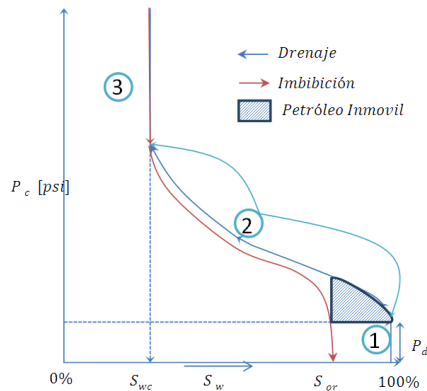 Drenaje
Imbibición
Petróleo Inmovil
3
P c [psi]
2
1
P d
0%
S wc
S w
S or
100%